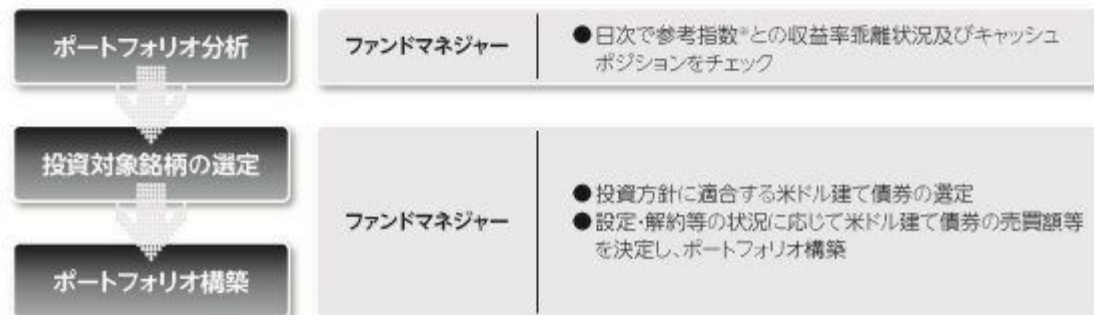 ポートフォリオ分析
ファンドマネジャー
●日次で参考指数*との収益率乖離状況及びキャッシュ
ポジションをチェック
投資対象銘柄の選定
ポートフォリオ構築
ファンドマネジャー
●投資方針に適合する米ドル建て債券の選定
●設定・解約等の状況に応じて米ドル建て債券の売買額等
を決定し、ポートフォリオ構築